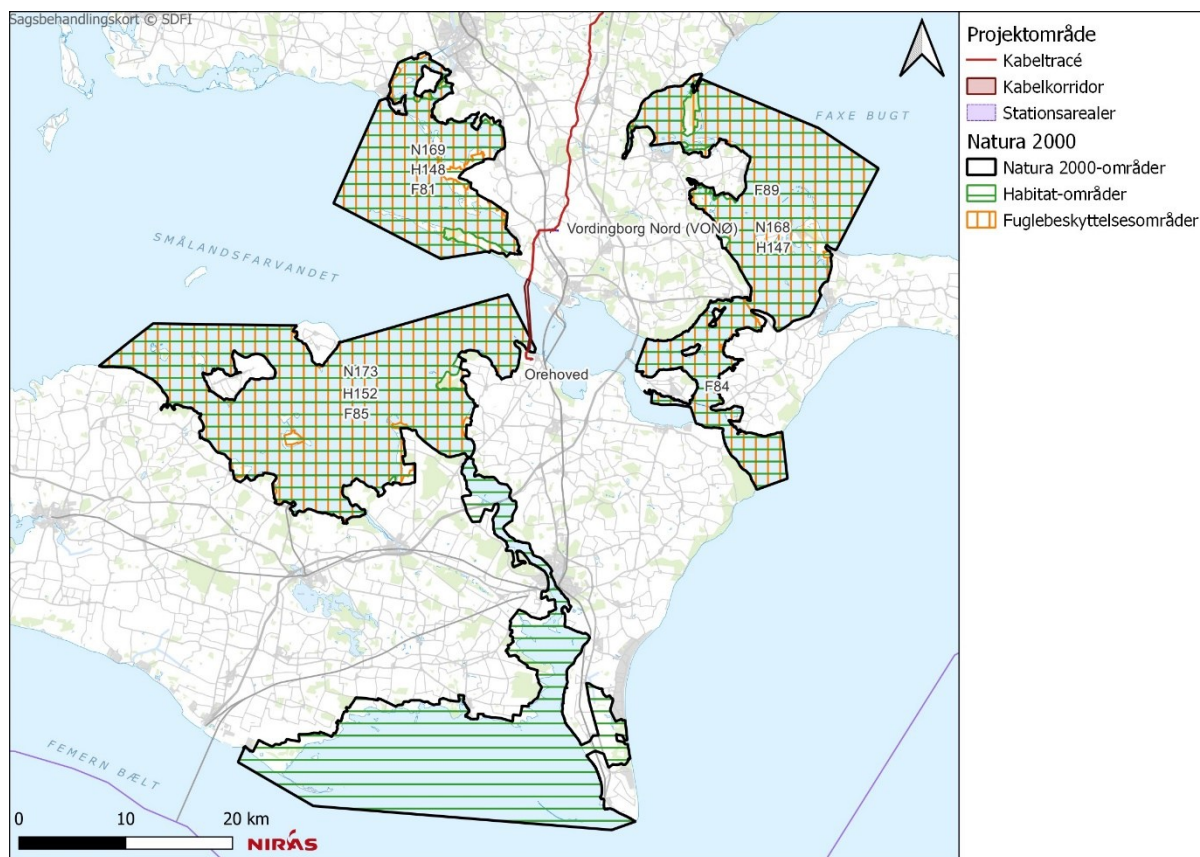 Sagsbehandlingskort © SDFI
FAXE BUGT
N169
H148
F81
F89
N168
H147
Vordingborg Nord (VONØ)
SMÅLANDSFARVANDET
N173
H152
F85
Orehoved
F84
FEMERN BÆLT
0 10 20 km
NIRÁS
Projektområde
Kabeltracé
Kabelkorridor
Stationsarealer
Natura 2000
Natura 2000-områder
Habitat-områder
Fuglebeskyttelsesområder